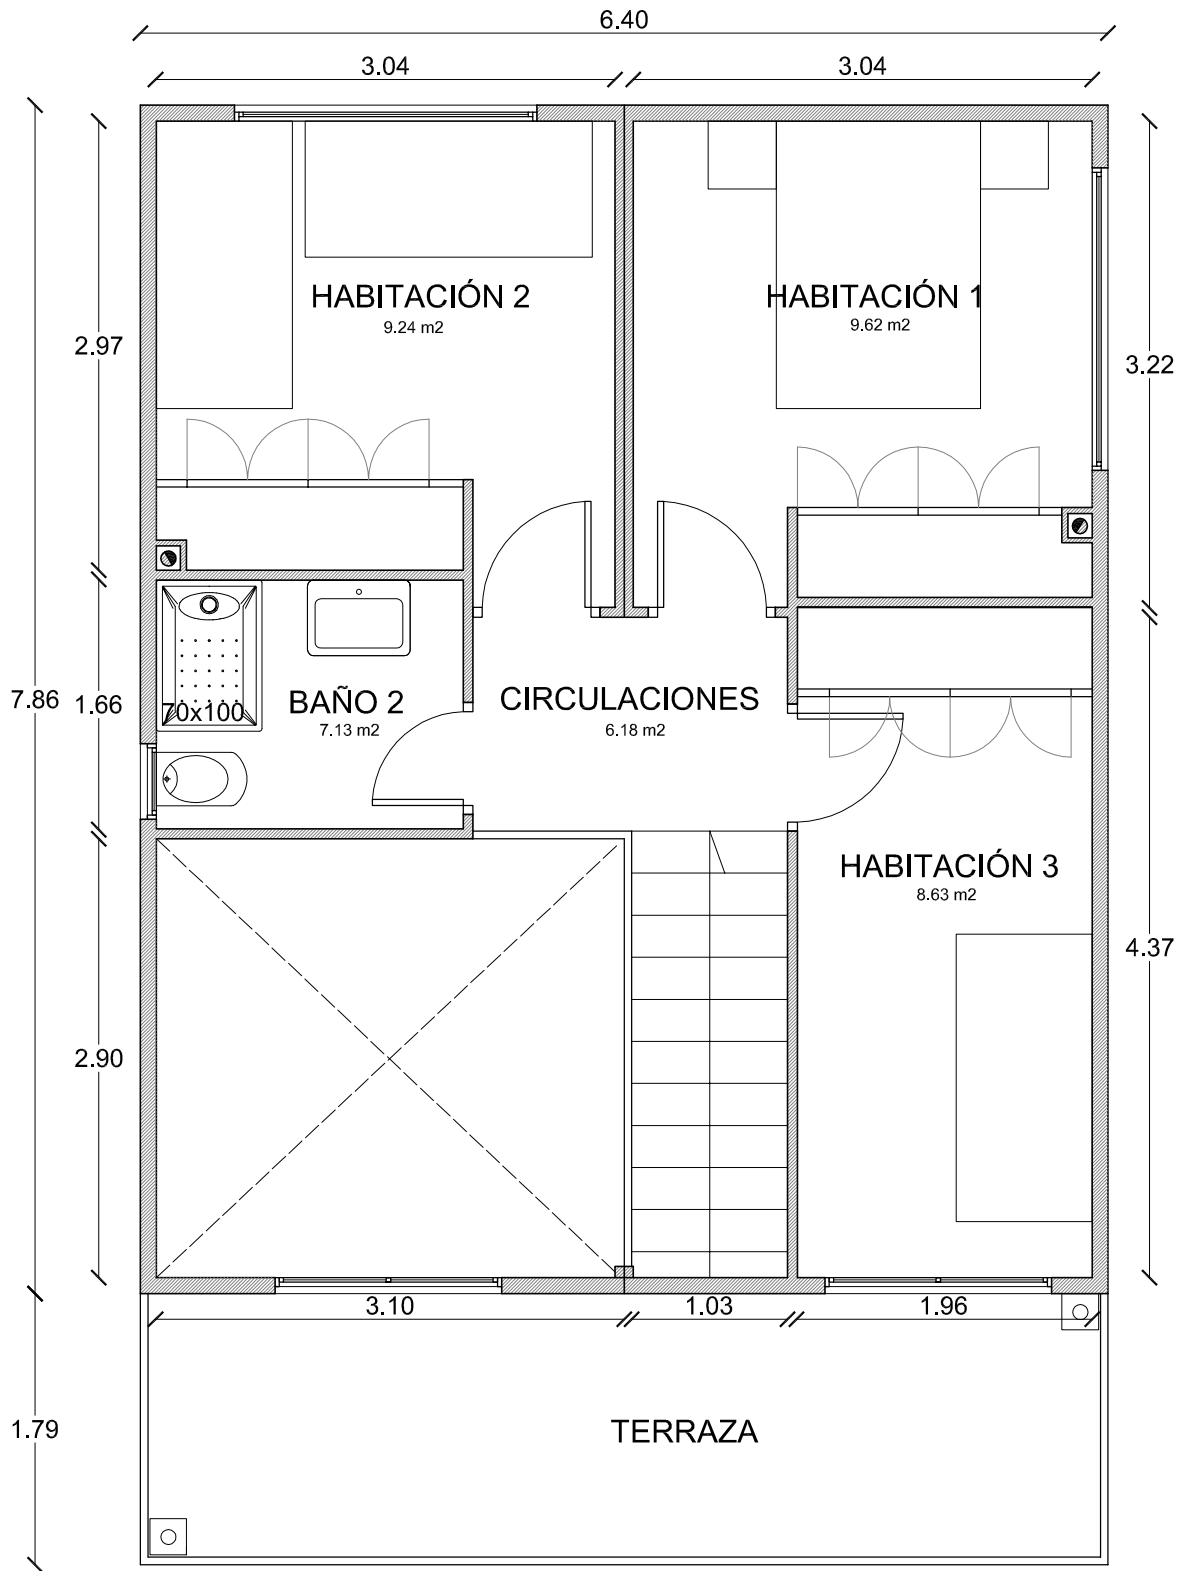 6.40
3.04
3.04
HABITACIÓN 2
9.24 m2
HABITACIÓN 1
9.62 m2
2.97
3.22
7.86
1.66
70x100
BAÑO 2
7.13 m2
CIRCULACIONES
6.18 m2
HABITACIÓN 3
8.63 m2
4.37
2.90
3.10
1.03
1.96
1.79
TERRAZA